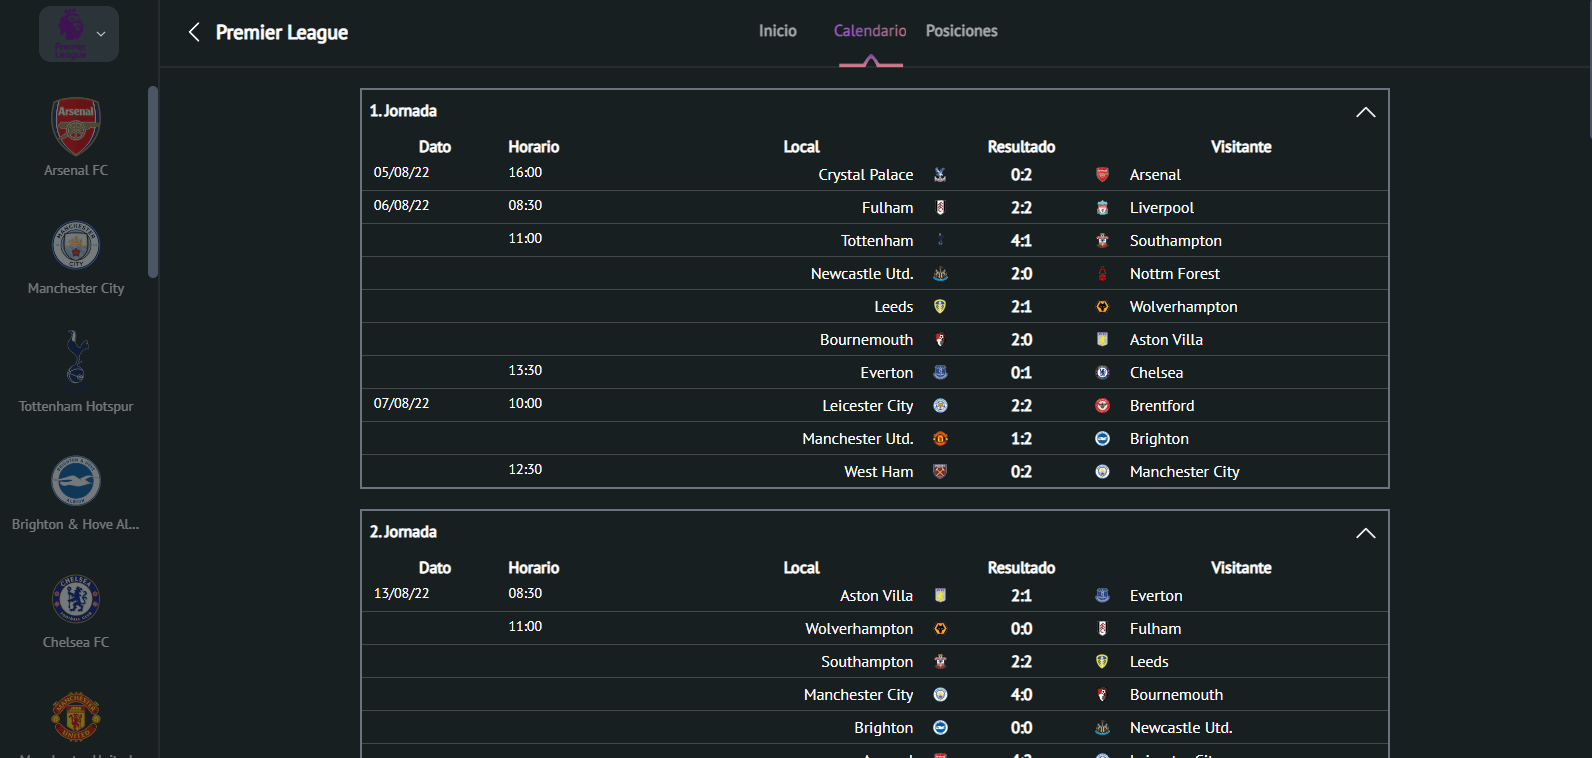 Premier League
Premier League Inicio Calendario Posiciones
Arsenal
Arsenal FC
MANCHESTER CITY
Manchester City
Tottenham Hotspur
Brighton & Hove Al...
CHELSEA
Chelsea FC
MANCHESTER UNITED
1. Jornada
Dato Horario Local Resultado Visitante
05/08/22 16:00 Crystal Palace 0:2 Arsenal
06/08/22 08:30 Fulham 2:2 Liverpool
11:00 Tottenham 4:1 Southampton
Newcastle Utd. 2:0 Nottm Forest
Leeds 2:1 Wolverhampton
Bournemouth 2:0 Aston Villa
13:30 Everton 0:1 Chelsea
07/08/22 10:00 Leicester City 2:2 Brentford
Manchester Utd. 1:2 Brighton
12:30 West Ham 0:2 Manchester City
2. Jornada
Dato Horario Local Resultado Visitante
13/08/22 08:30 Aston Villa 2:1 Everton
11:00 Wolverhampton 0:0 Fulham
Southampton 2:2 Leeds
Manchester City 4:0 Bournemouth
Brighton 0:0 Newcastle Utd.